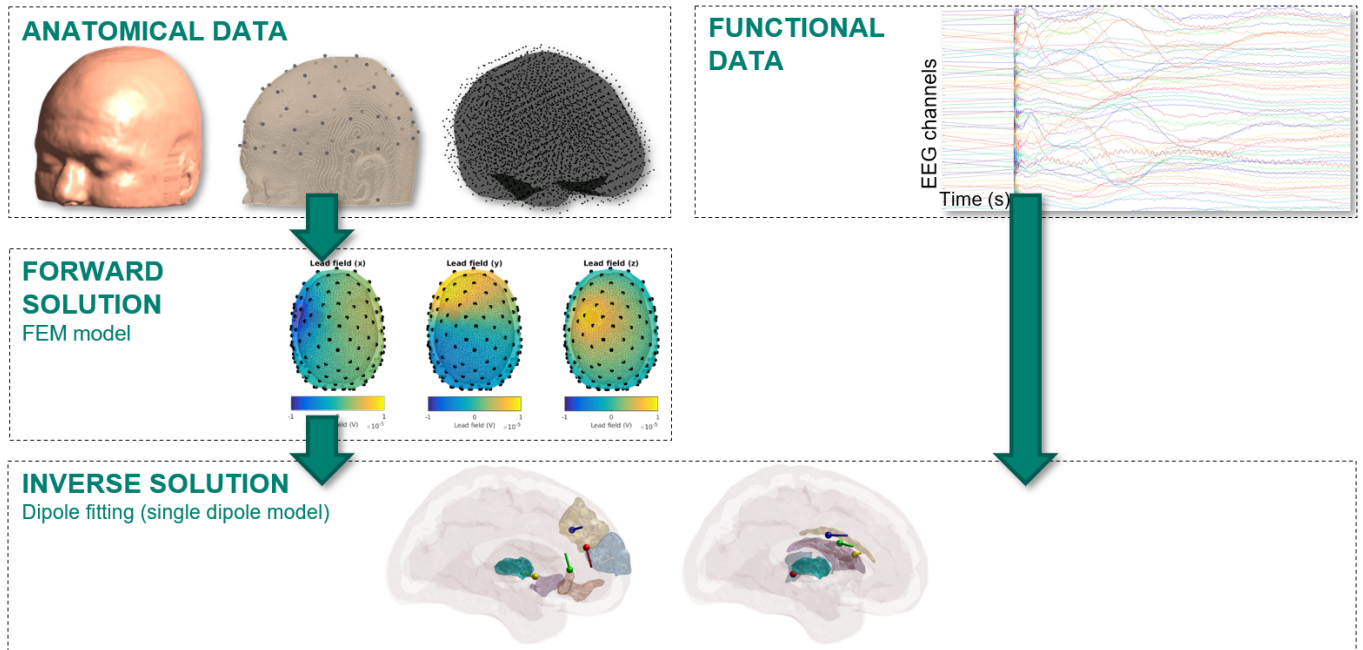 ANATOMICAL DATA
FUNCTIONAL
DATA
EEG channels
Time (s)
FORWARD
SOLUTION
FEM model
Lead field (x)
Lead field (y)
Lead field (z)
-1
1
-1
0
1
-1
0
1
(V)
×10⁻⁵
Lead field (V)
×10⁻⁵
Lead field (V)
×10⁻⁵
INVERSE SOLUTION
Dipole fitting (single dipole model)